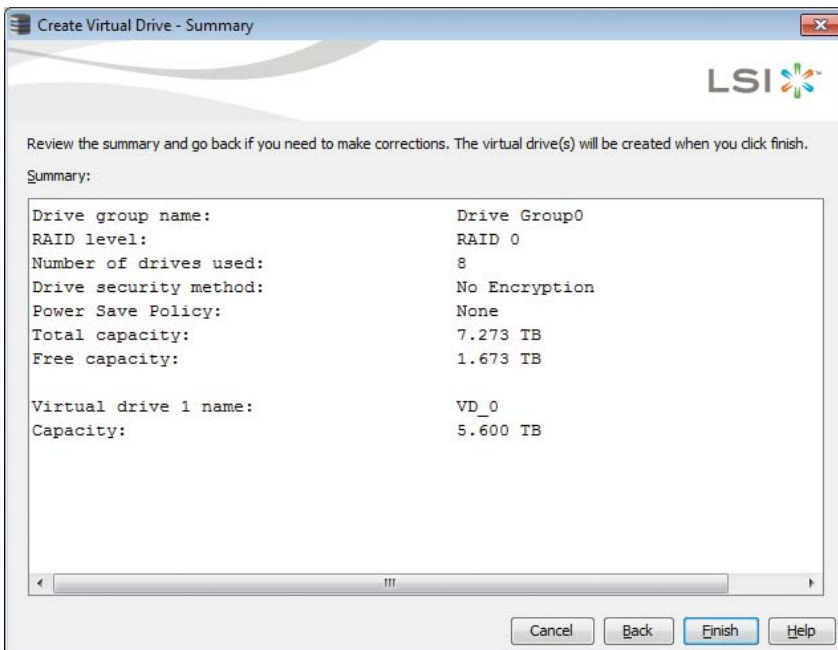 Create Virtual Drive - Summary
LSI
Review the summary and go back if you need to make corrections. The virtual drive(s) will be created when you click finish.
Summary:
Drive group name: Drive Group0
RAID level: RAID 0
Number of drives used: 8
Drive security method: No Encryption
Power Save Policy: None
Total capacity: 7.273 TB
Free capacity: 1.673 TB
Virtual drive 1 name: VD_0
Capacity: 5.600 TB
Cancel Back Finish Help